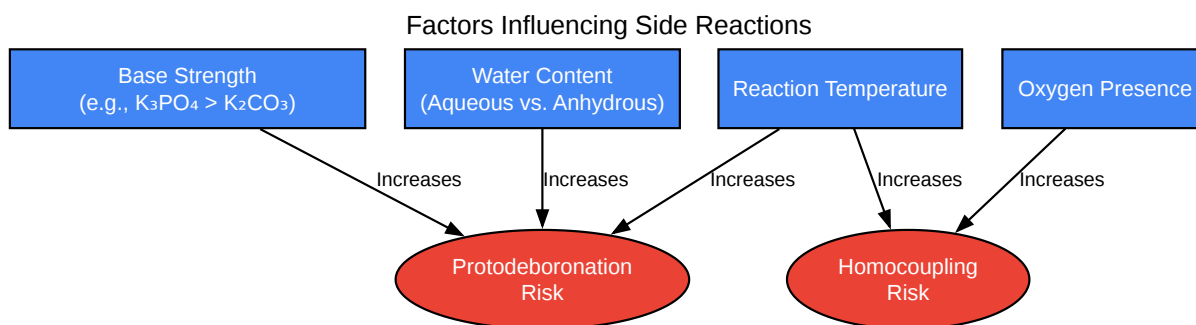 Factors Influencing Side Reactions
Base Strength
(e.g., K₃PO₄ > K₂CO₃)
Water Content
(Aqueous vs. Anhydrous)
Reaction Temperature
Oxygen Presence
Increases
Increases
Increases
Increases
Increases
Protodeboronation
Risk
Homocoupling
Risk